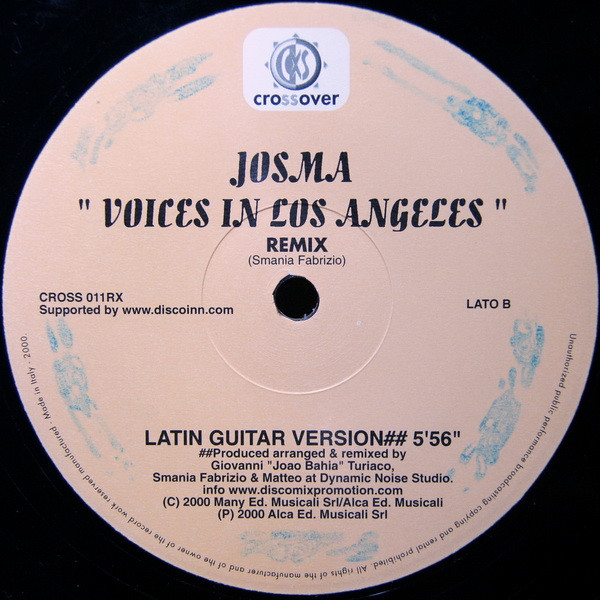 CRS
crossover
JOSMA
" VOICES IN LOS ANGELES "
REMIX
(Smania Fabrizio)
CROSS 011RX
Supported by www.discoinn.com
LATO B
LATIN GUITAR VERSION## 5'56"
##Produced arranged & remixed by
Giovanni "Joao Bahia" Turiaco,
Smania Fabrizio & Matteo at Dynamic Noise Studio.
info www.discomixpromotion.com
(C) 2000 Many Ed. Musicali Srl/Alca Ed. Musicali
(P) 2000 Alca Ed. Musicali Srl
Unauthorized public performance broadcasting copying and rental prohibited. All rights of the manufacturer and of the owner of the record work reserved manufactured - Made in Italy - 2000.